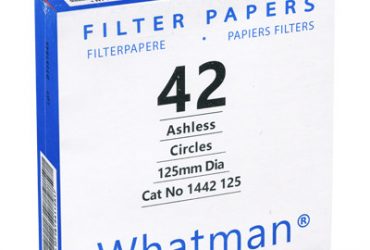 FILTER PAPERS
FILTERPAPERE • PAPIERS FILTERS
42
Ashless
Circles
125mm Dia
Cat No 1442 125
Whatman®